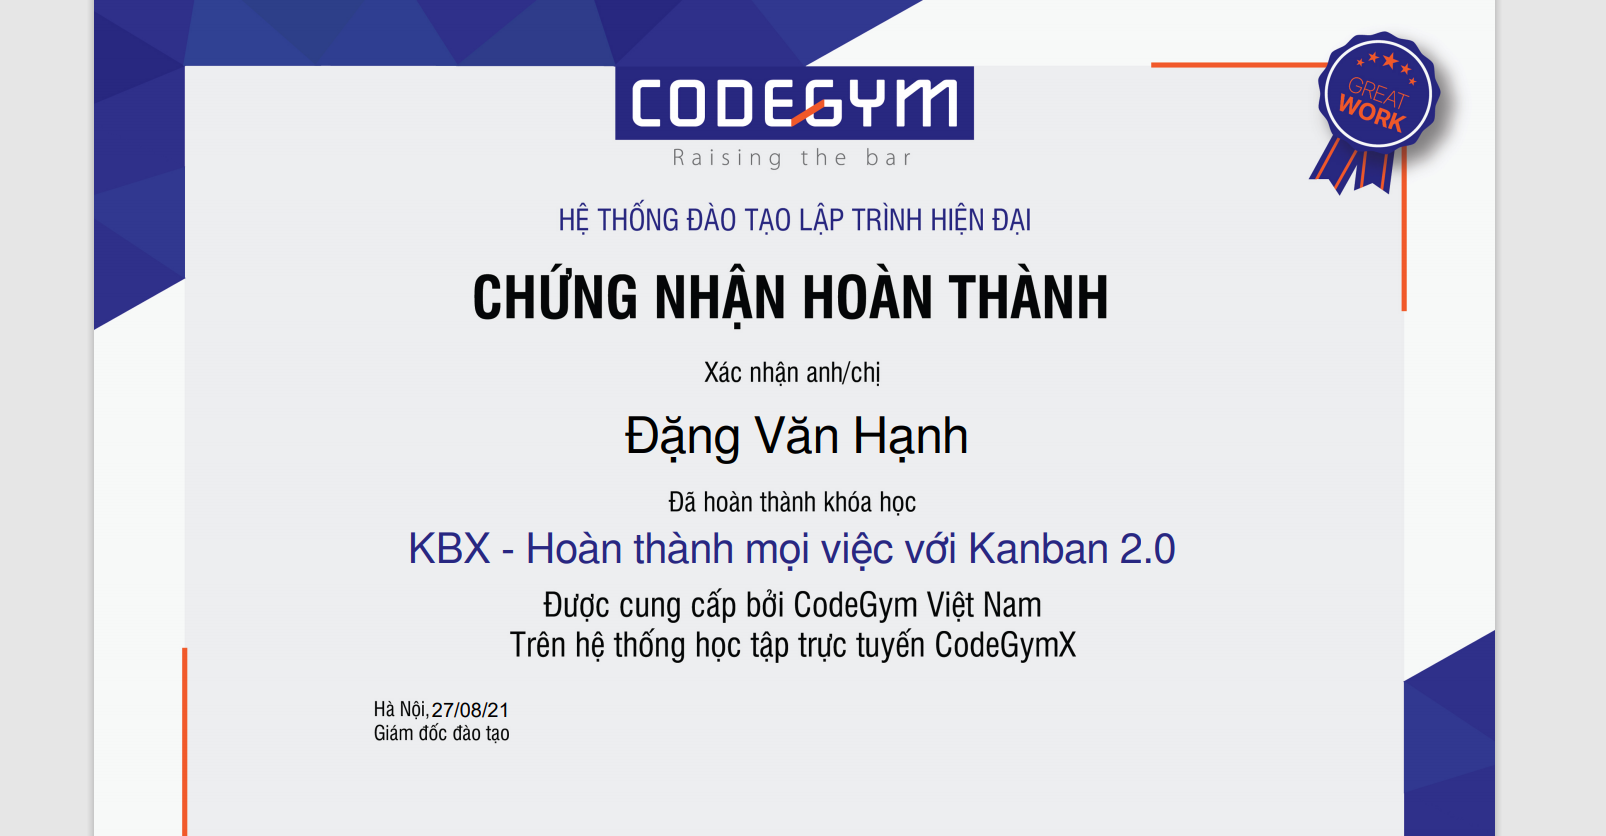 CODEGYM
Raising the bar
GREAT
WORK
HỆ THỐNG ĐÀO TẠO LẬP TRÌNH HIỆN ĐẠI
CHỨNG NHẬN HOÀN THÀNH
Xác nhận anh/chị
Đặng Văn Hạnh
Đã hoàn thành khóa học
KBX - Hoàn thành mọi việc với Kanban 2.0
Được cung cấp bởi CodeGym Việt Nam
Trên hệ thống học tập trực tuyến CodeGymX
Hà Nội, 27/08/21
Giám đốc đào tạo